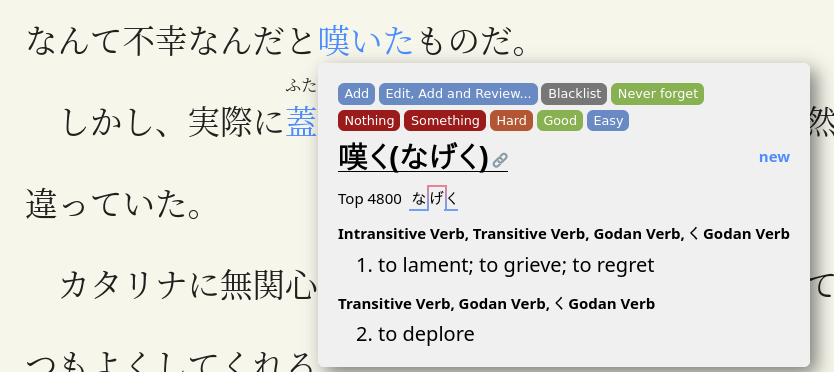 なんて不幸なんだと嘆いたものだ。
ふた
しかし、実際に蓋
然
違っていた。
カタリナに無関心
て
つもよくしてくれる
Add Edit, Add and Review... Blacklist Never forget
Nothing Something Hard Good Easy
嘆く(なげく)
new
Top 4800 なげく
Intransitive Verb, Transitive Verb, Godan Verb, く Godan Verb
1. to lament; to grieve; to regret
Transitive Verb, Godan Verb, く Godan Verb
2. to deplore